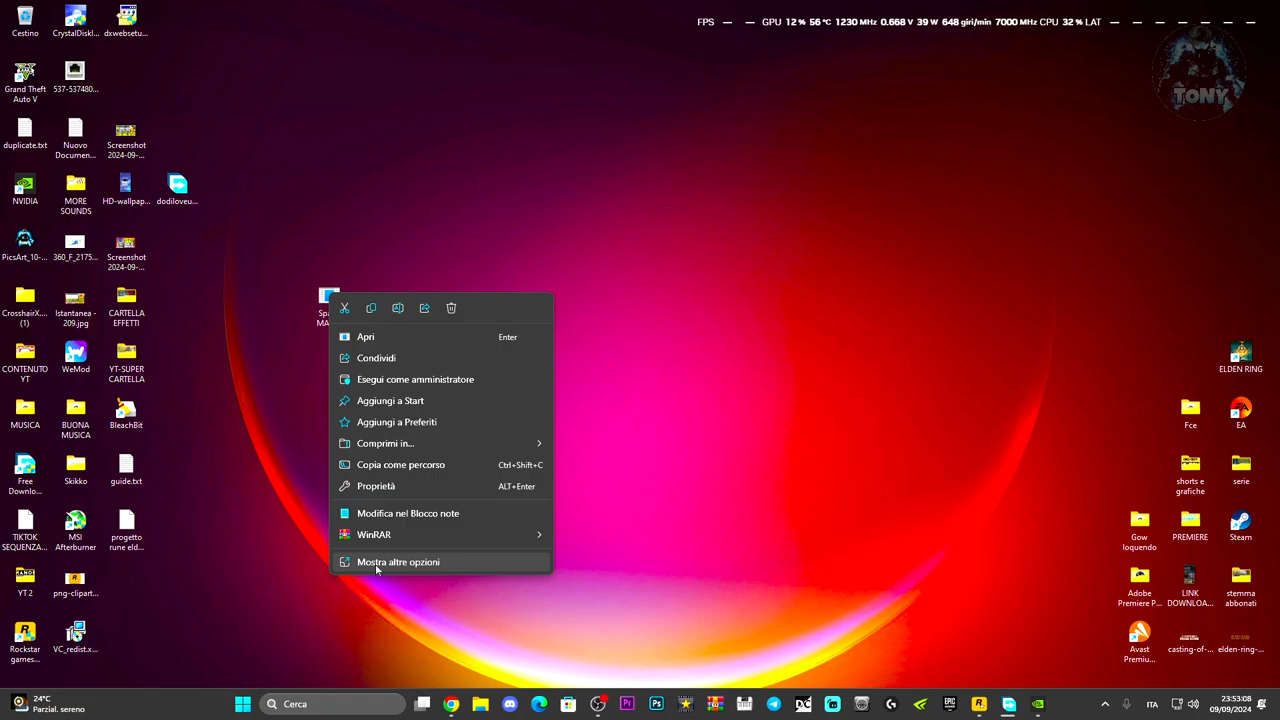 FPS — — GPU 12 % 56 °C 1230 MHz 0.668 V 39 W 648 giri/min 7000 MHz CPU 32 % LAT — — — — — — —
TONY
Cestino
CrystalDiskI...
dxwebsetu...
Grand Theft
Auto V
537-537480...
duplicate.txt
Nuovo
Documen...
Screenshot
2024-09-...
NVIDIA
MORE
SOUNDS
HD-wallpap...
dodiloveu...
PicsArt_10-...
360_F_2175...
Screenshot
2024-09-...
CrosshairX....
(1)
Istantanea -
209.jpg
CARTELLA
EFFETTI
CONTENUTO
YT
WeMod
YT-SUPER
CARTELLA
MUSICA
BUONA
MUSICA
BleachBit
Free
Downlo...
Skikko
guide.txt
TIKTOK
SEQUENZA...
MSI
Afterburner
progetto
rune eld...
YT 2
png-clipart...
Rockstar
games...
VC_redist.x...
Spa
MA
Apri Enter
Condividi
Esegui come amministratore
Aggiungi a Start
Aggiungi a Preferiti
Comprimi in...
Copia come percorso Ctrl+Shift+C
Proprietà ALT+Enter
Modifica nel Blocco note
WinRAR
Mostra altre opzioni
ELDEN RING
Fce
EA
shorts e
grafiche
serie
Gow
loquendo
PREMIERE
Steam
Adobe
Premiere P...
LINK
DOWNLOA...
stemma
abbonati
Avast
Premiu...
casting-of-...
elden-ring-...
24°C
Parzial. sereno
Cerca
ITA
23:53:08
09/09/2024